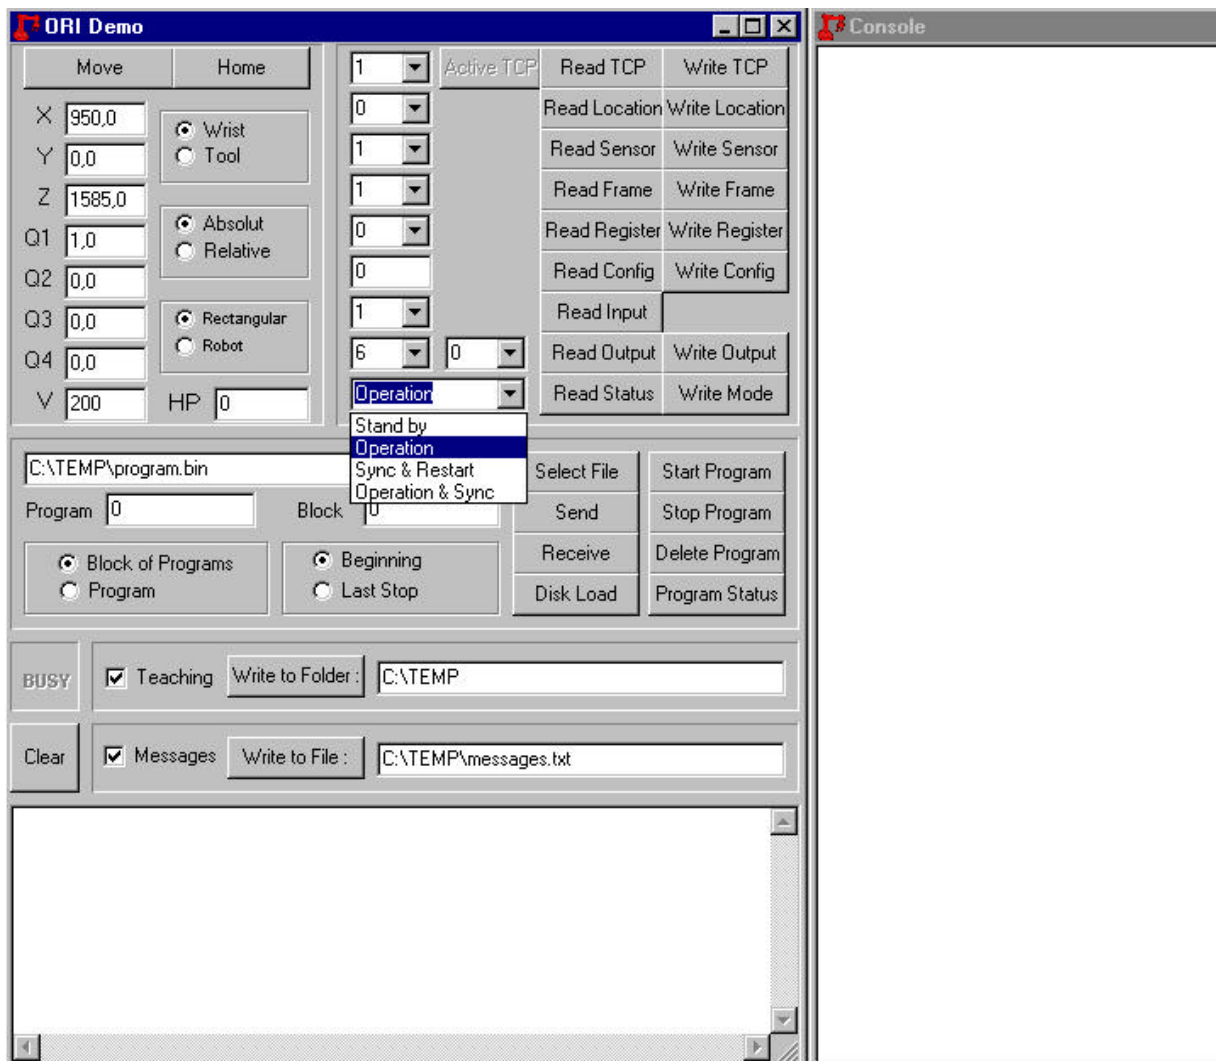 ORI Demo
Console
Move Home 1 Active TCP Read TCP Write TCP
X 950,0 Wrist 0 Read Location Write Location
Y 0,0 Tool 1 Read Sensor Write Sensor
Z 1585,0 1 Read Frame Write Frame
Q1 1,0 Absolut 0 Read Register Write Register
Relative
Q2 0,0 0 Read Config Write Config
Q3 0,0 Rectangular 1 Read Input
Q4 0,0 Robot 6 0 Read Output Write Output
V 200 HP 0 Operation Read Status Write Mode
Stand by
Operation
Sync & Restart
Operation & Sync
C:\TEMP\program.bin Select File Start Program
Program 0 Block 0 Send Stop Program
Block of Programs Beginning Receive Delete Program
Program Last Stop Disk Load Program Status
BUSY Teaching Write to Folder : C:\TEMP
Clear Messages Write to File : C:\TEMP\messages.txt